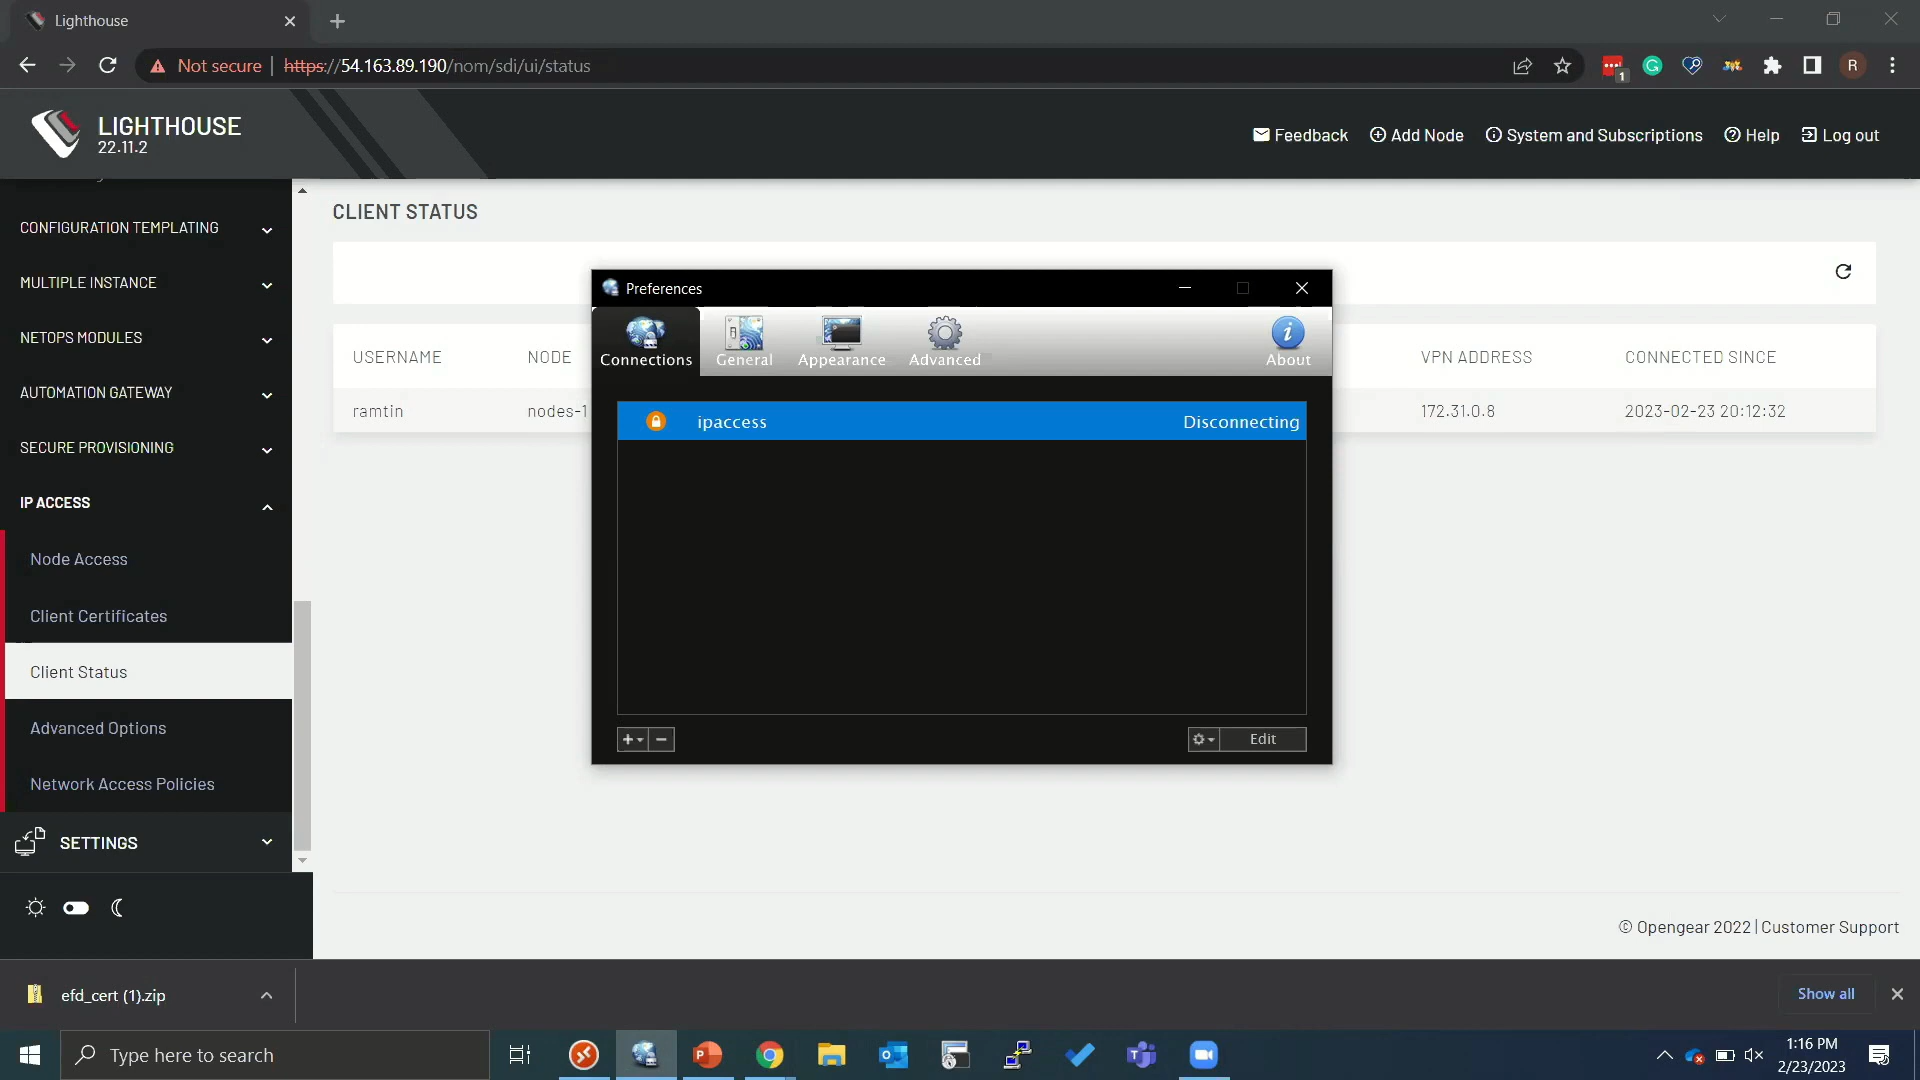 Lighthouse
Not secure | https://54.163.89.190/nom/sdi/ui/status
1
R
LIGHTHOUSE
22.11.2
Feedback
Add Node
System and Subscriptions
Help
Log out
CONFIGURATION TEMPLATING
MULTIPLE INSTANCE
NETOPS MODULES
AUTOMATION GATEWAY
SECURE PROVISIONING
IP ACCESS
Node Access
Client Certificates
Client Status
Advanced Options
Network Access Policies
SETTINGS
CLIENT STATUS
USERNAME NODE VPN ADDRESS CONNECTED SINCE
ramtin nodes-1 172.31.0.8 2023-02-23 20:12:32
Preferences
Connections General Appearance Advanced About
ipaccess Disconnecting
Edit
© Opengear 2022 | Customer Support
efd_cert (1).zip
Show all
Type here to search
1:16 PM
2/23/2023